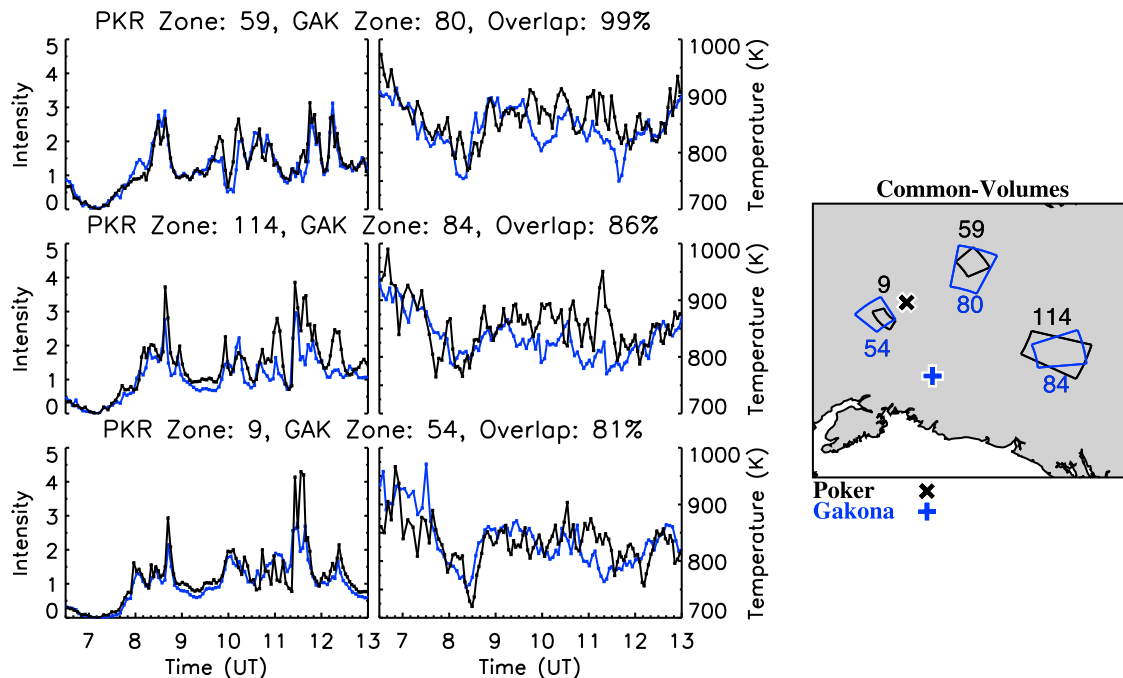 PKR Zone: 59, GAK Zone: 80, Overlap: 99%
Intensity
5
4
3
2
1
0
1000
900
800
700
Temperature (K)
PKR Zone: 114, GAK Zone: 84, Overlap: 86%
Intensity
5
4
3
2
1
0
1000
900
800
700
Temperature (K)
PKR Zone: 9, GAK Zone: 54, Overlap: 81%
Intensity
5
4
3
2
1
0
1000
900
800
700
Temperature (K)
7 8 9 10 11 12 13
Time (UT)
7 8 9 10 11 12 13
Time (UT)
Common-Volumes
59
80
9
54
114
84
Poker
Gakona